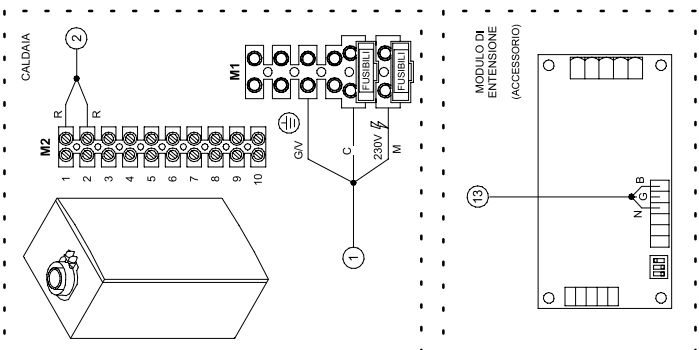 CALDAIA
2
R
R
M2
1
2
3
4
5
6
7
8
9
10
M1
FUSIBILI
FUSIBILI
G/V
C
230V
M
1
MODULO DI
ENTENSIONE
(ACCESSORIO)
13
B
G
N